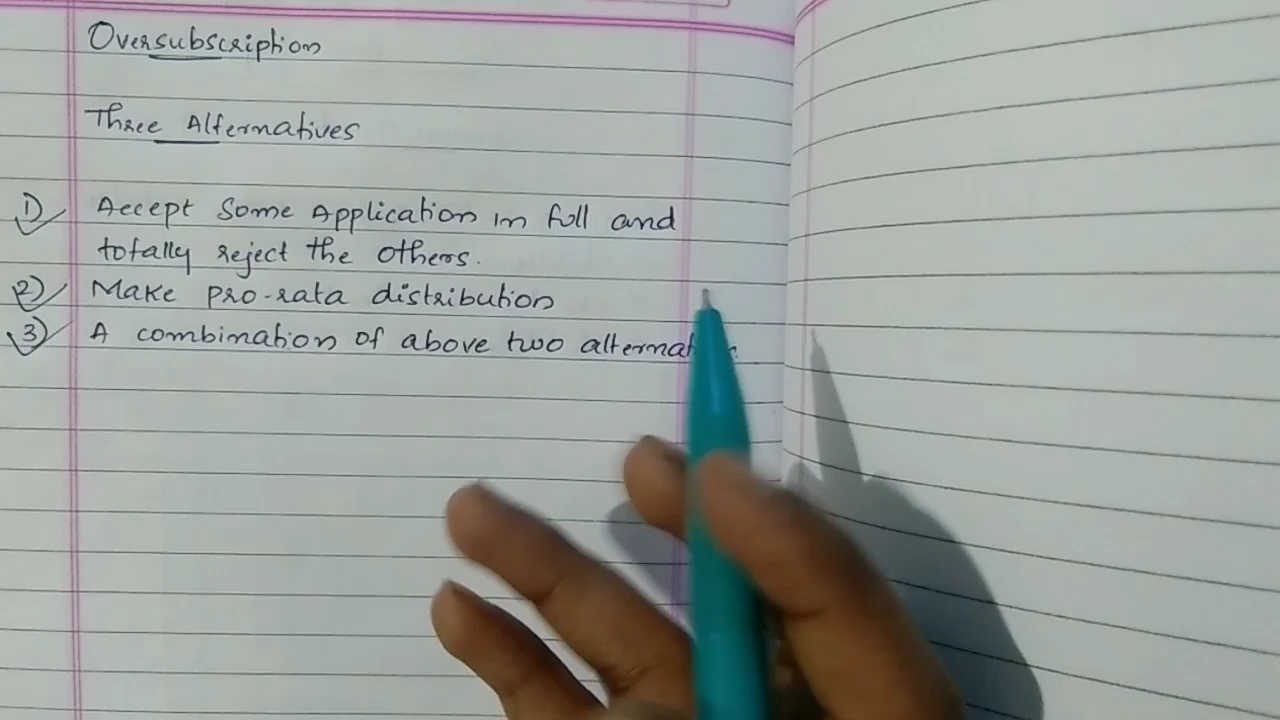 Oversubscription
Three Alternatives
1) Accept Some Application in full and
totally reject the others.
2) Make pro-rata distribution
3) A combination of above two